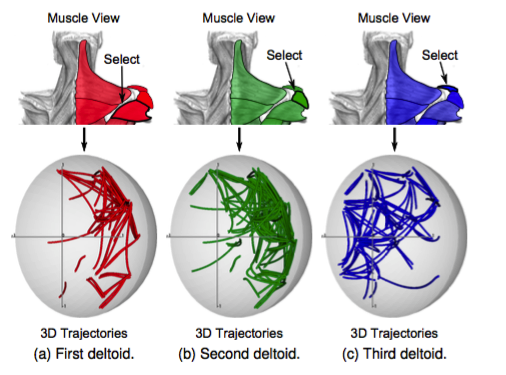 Muscle View
Select
3D Trajectories
(a) First deltoid.
Muscle View
Select
3D Trajectories
(b) Second deltoid.
Muscle View
Select
3D Trajectories
(c) Third deltoid.